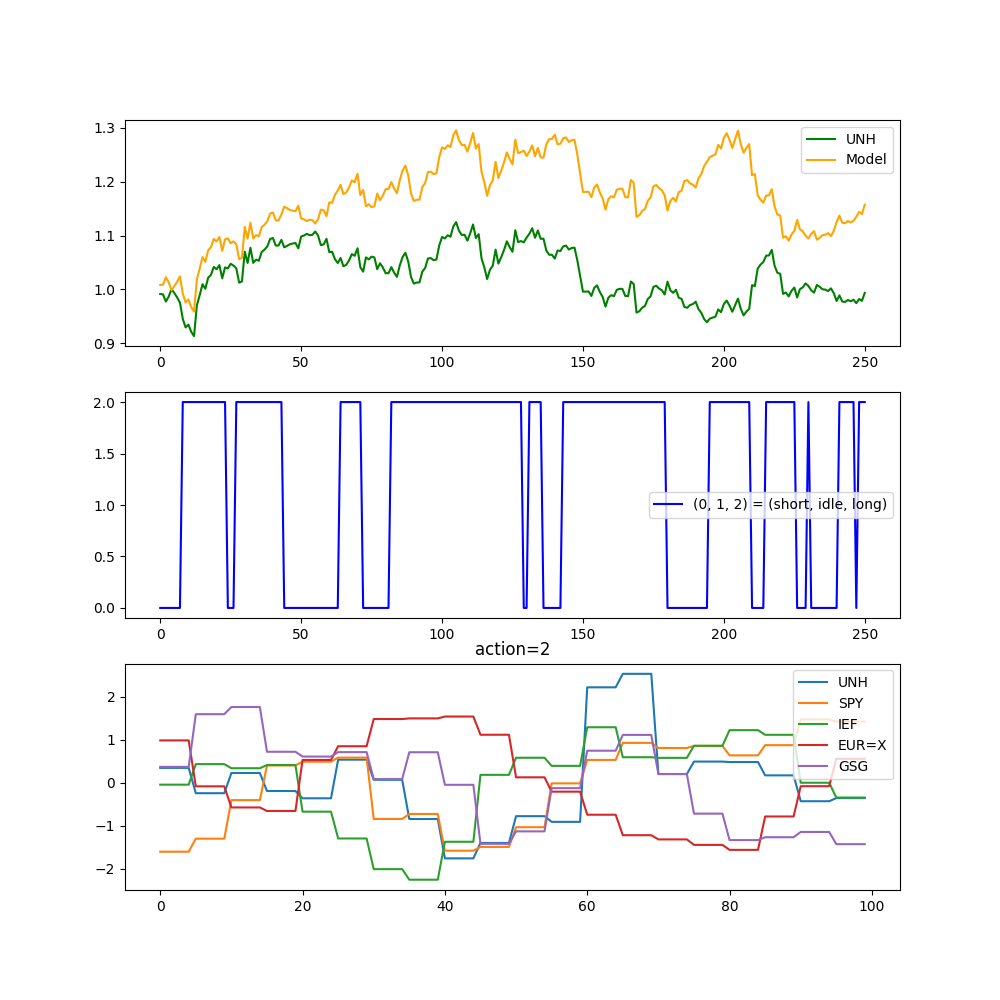 1.3
1.2
1.1
1.0
0.9
UNH
Model
0 50 100 150 200 250
2.0
1.5
1.0
0.5
0.0
(0, 1, 2) = (short, idle, long)
0 50 100 150 200 250
action=2
2
1
0
−1
−2
UNH
SPY
IEF
EUR=X
GSG
0 20 40 60 80 100